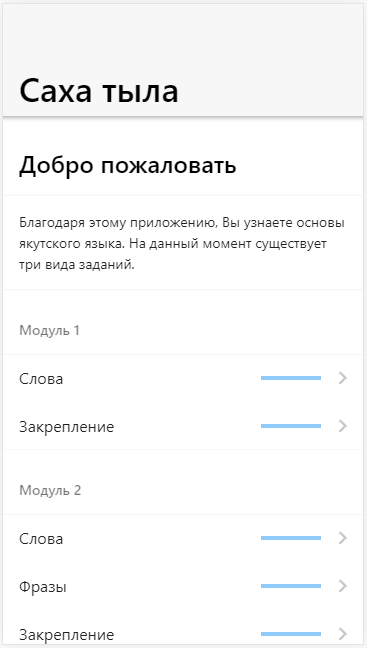 Саха тыла
Добро пожаловать
Благодаря этому приложению, Вы узнаете основы
якутского языка. На данный момент существует
три вида заданий.
Модуль 1
Слова
Закрепление
Модуль 2
Слова
Фразы
Закрепление